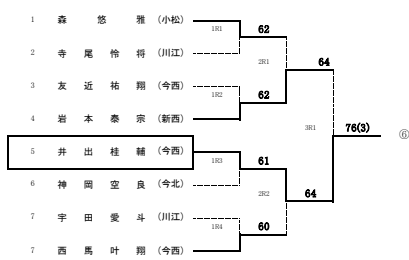 1 森 悠 雅 (小松)
1R1 62
2 寺 尾 怜 将 (川江)
2R1 64
3 友 近 祐 翔 (今西)
1R2 62
4 岩 本 泰 宗 (新西)
3R1 76(3) ⑥
5 井 出 桂 輔 (今西)
1R3 61
6 神 岡 空 良 (今北)
2R2 64
7 宇 田 愛 斗 (川江)
1R4 60
7 西 馬 叶 翔 (今西)